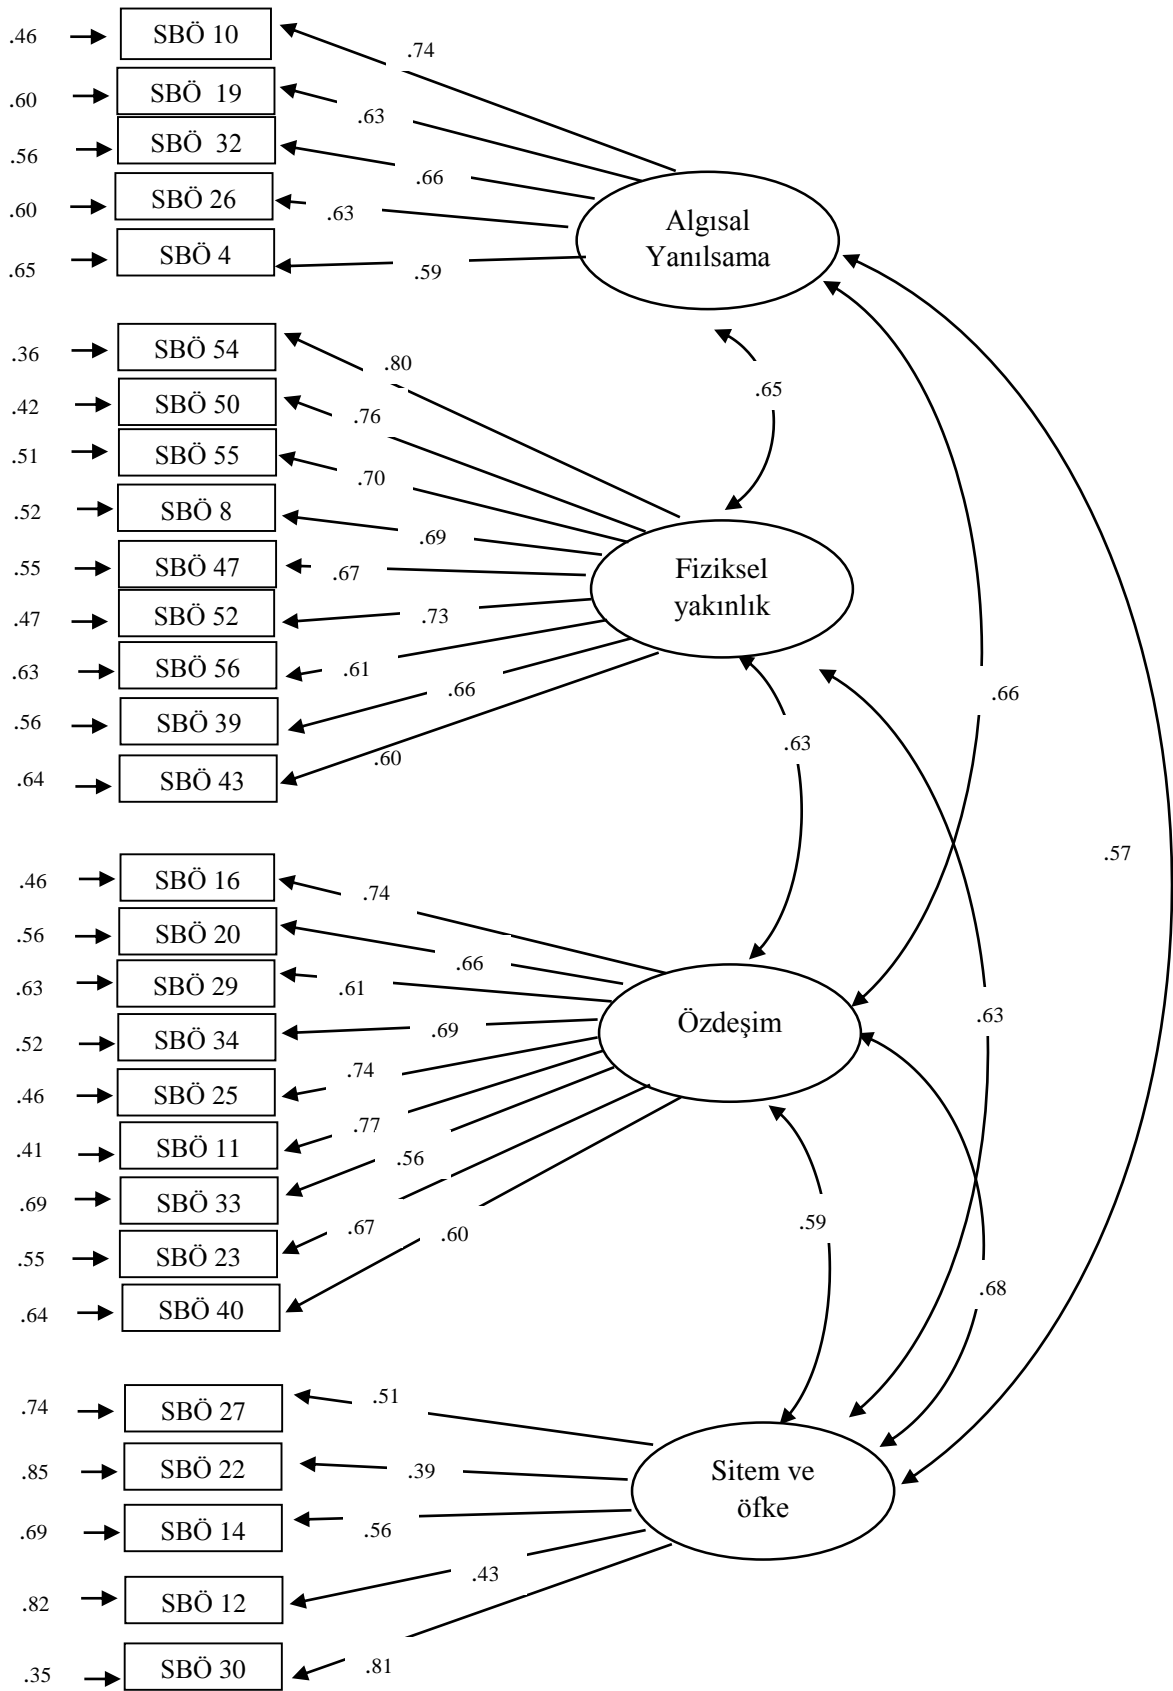 .46 SBÖ 10 .74
.60 SBÖ 19 .63
.56 SBÖ 32 .66
.60 SBÖ 26 .63
.65 SBÖ 4 .59
Algısal
Yanılsama
.36 SBÖ 54 .80
.42 SBÖ 50 .76
.51 SBÖ 55 .70
.52 SBÖ 8 .69
.55 SBÖ 47 .67
.47 SBÖ 52 .73
.63 SBÖ 56 .61
.56 SBÖ 39 .66
.64 SBÖ 43 .60
Fiziksel
yakınlık
.65
.66
.63
.57
.46 SBÖ 16 .74
.56 SBÖ 20 .66
.63 SBÖ 29 .61
.52 SBÖ 34 .69
.46 SBÖ 25 .74
.41 SBÖ 11 .77
.69 SBÖ 33 .56
.55 SBÖ 23 .67
.64 SBÖ 40 .60
Özdeşim
.63
.59
.68
.74 SBÖ 27 .51
.85 SBÖ 22 .39
.69 SBÖ 14 .56
.82 SBÖ 12 .43
.35 SBÖ 30 .81
Sitem ve
öfke